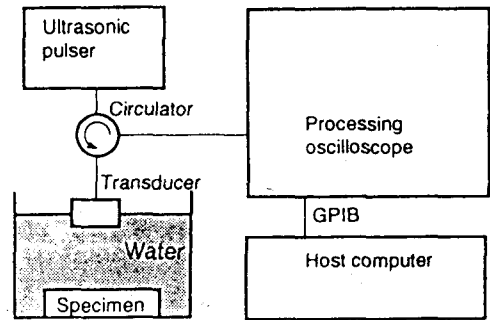 Ultrasonic
pulser
Circulator
Processing
oscilloscope
Transducer
GPIB
Water
Host computer
Specimen